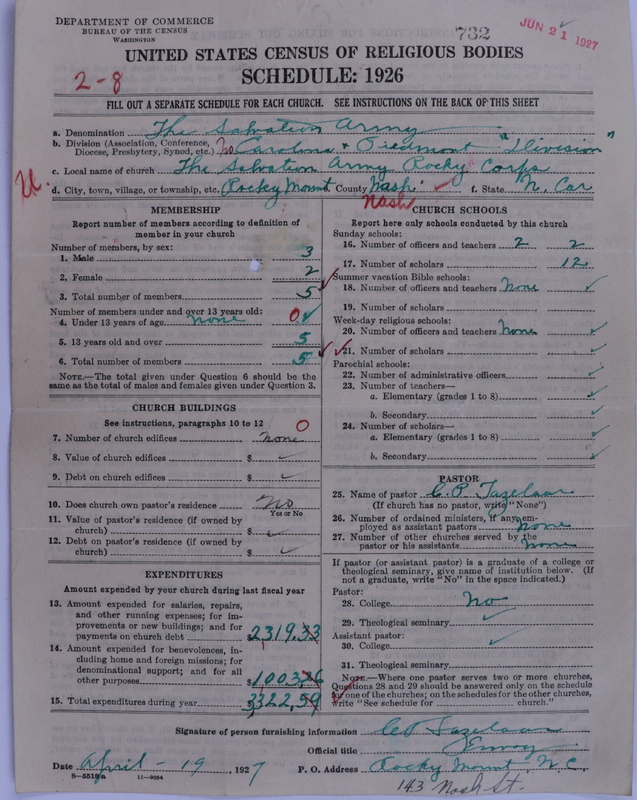 DEPARTMENT OF COMMERCE
BUREAU OF THE CENSUS
WASHINGTON
732
JUN 21 1927
UNITED STATES CENSUS OF RELIGIOUS BODIES
2-8
SCHEDULE: 1926
FILL OUT A SEPARATE SCHEDULE FOR EACH CHURCH. SEE INSTRUCTIONS ON THE BACK OF THIS SHEET
a. Denomination The Salvation Army
b. Division (Association, Conference, Diocese, Presbytery, Synod, etc.) No Carolina & Piedmont "Division"
c. Local name of church The Salvation Army Rocky Corps
d. City, town, village, or township, etc. Rocky Mount County Nash f. State N. Car
Nash
MEMBERSHIP
Report number of members according to definition of
member in your church
Number of members, by sex:
1. Male 3
2. Female 2
3. Total number of members 5
Number of members under and over 13 years old:
4. Under 13 years of age none 0
5. 13 years old and over 5
6. Total number of members 5
NOTE.—The total given under Question 6 should be
the same as the total of males and females given under Question 3.
CHURCH BUILDINGS
See instructions, paragraphs 10 to 12 0
7. Number of church edifices none
8. Value of church edifices $
9. Debt on church edifices $
10. Does church own pastor's residence No
Yes or No
11. Value of pastor's residence (if owned by
church) $
12. Debt on pastor's residence (if owned by
church) $
EXPENDITURES
Amount expended by your church during last fiscal year
13. Amount expended for salaries, repairs,
and other running expenses; for im-
provements or new buildings; and for
payments on church debt $2319.33
14. Amount expended for benevolences, in-
cluding home and foreign missions; for
denominational support; and for all
other purposes $1003.26
15. Total expenditures during year $3322.59
CHURCH SCHOOLS
Report here only schools conducted by this church
Sunday schools:
16. Number of officers and teachers 2 2
17. Number of scholars 12
Summer vacation Bible schools:
18. Number of officers and teachers None
19. Number of scholars
Week-day religious schools:
20. Number of officers and teachers None
21. Number of scholars
Parochial schools:
22. Number of administrative officers
23. Number of teachers—
a. Elementary (grades 1 to 8)
b. Secondary
24. Number of scholars—
a. Elementary (grades 1 to 8)
b. Secondary
PASTOR
25. Name of pastor C. P. Tazelaar
(If church has no pastor, write "None")
26. Number of ordained ministers, if any, em-
ployed as assistant pastors none
27. Number of other churches served by the
pastor or his assistants none
If pastor (or assistant pastor) is a graduate of a college or
theological seminary, give name of institution below. (If
not a graduate, write "No" in the space indicated.)
Pastor:
28. College No
29. Theological seminary
Assistant pastor:
30. College
31. Theological seminary
NOTE.—Where one pastor serves two or more churches,
Questions 28 and 29 should be answered only on the schedule
for one of the churches; on the schedules for the other churches,
write "See schedule for church."
Signature of person furnishing information C P Tazelaar
Official title Envoy
Date April - 19, 1927 P. O. Address Rocky Mount, N.C.
8-5519a 11-9064
143 Nash St.